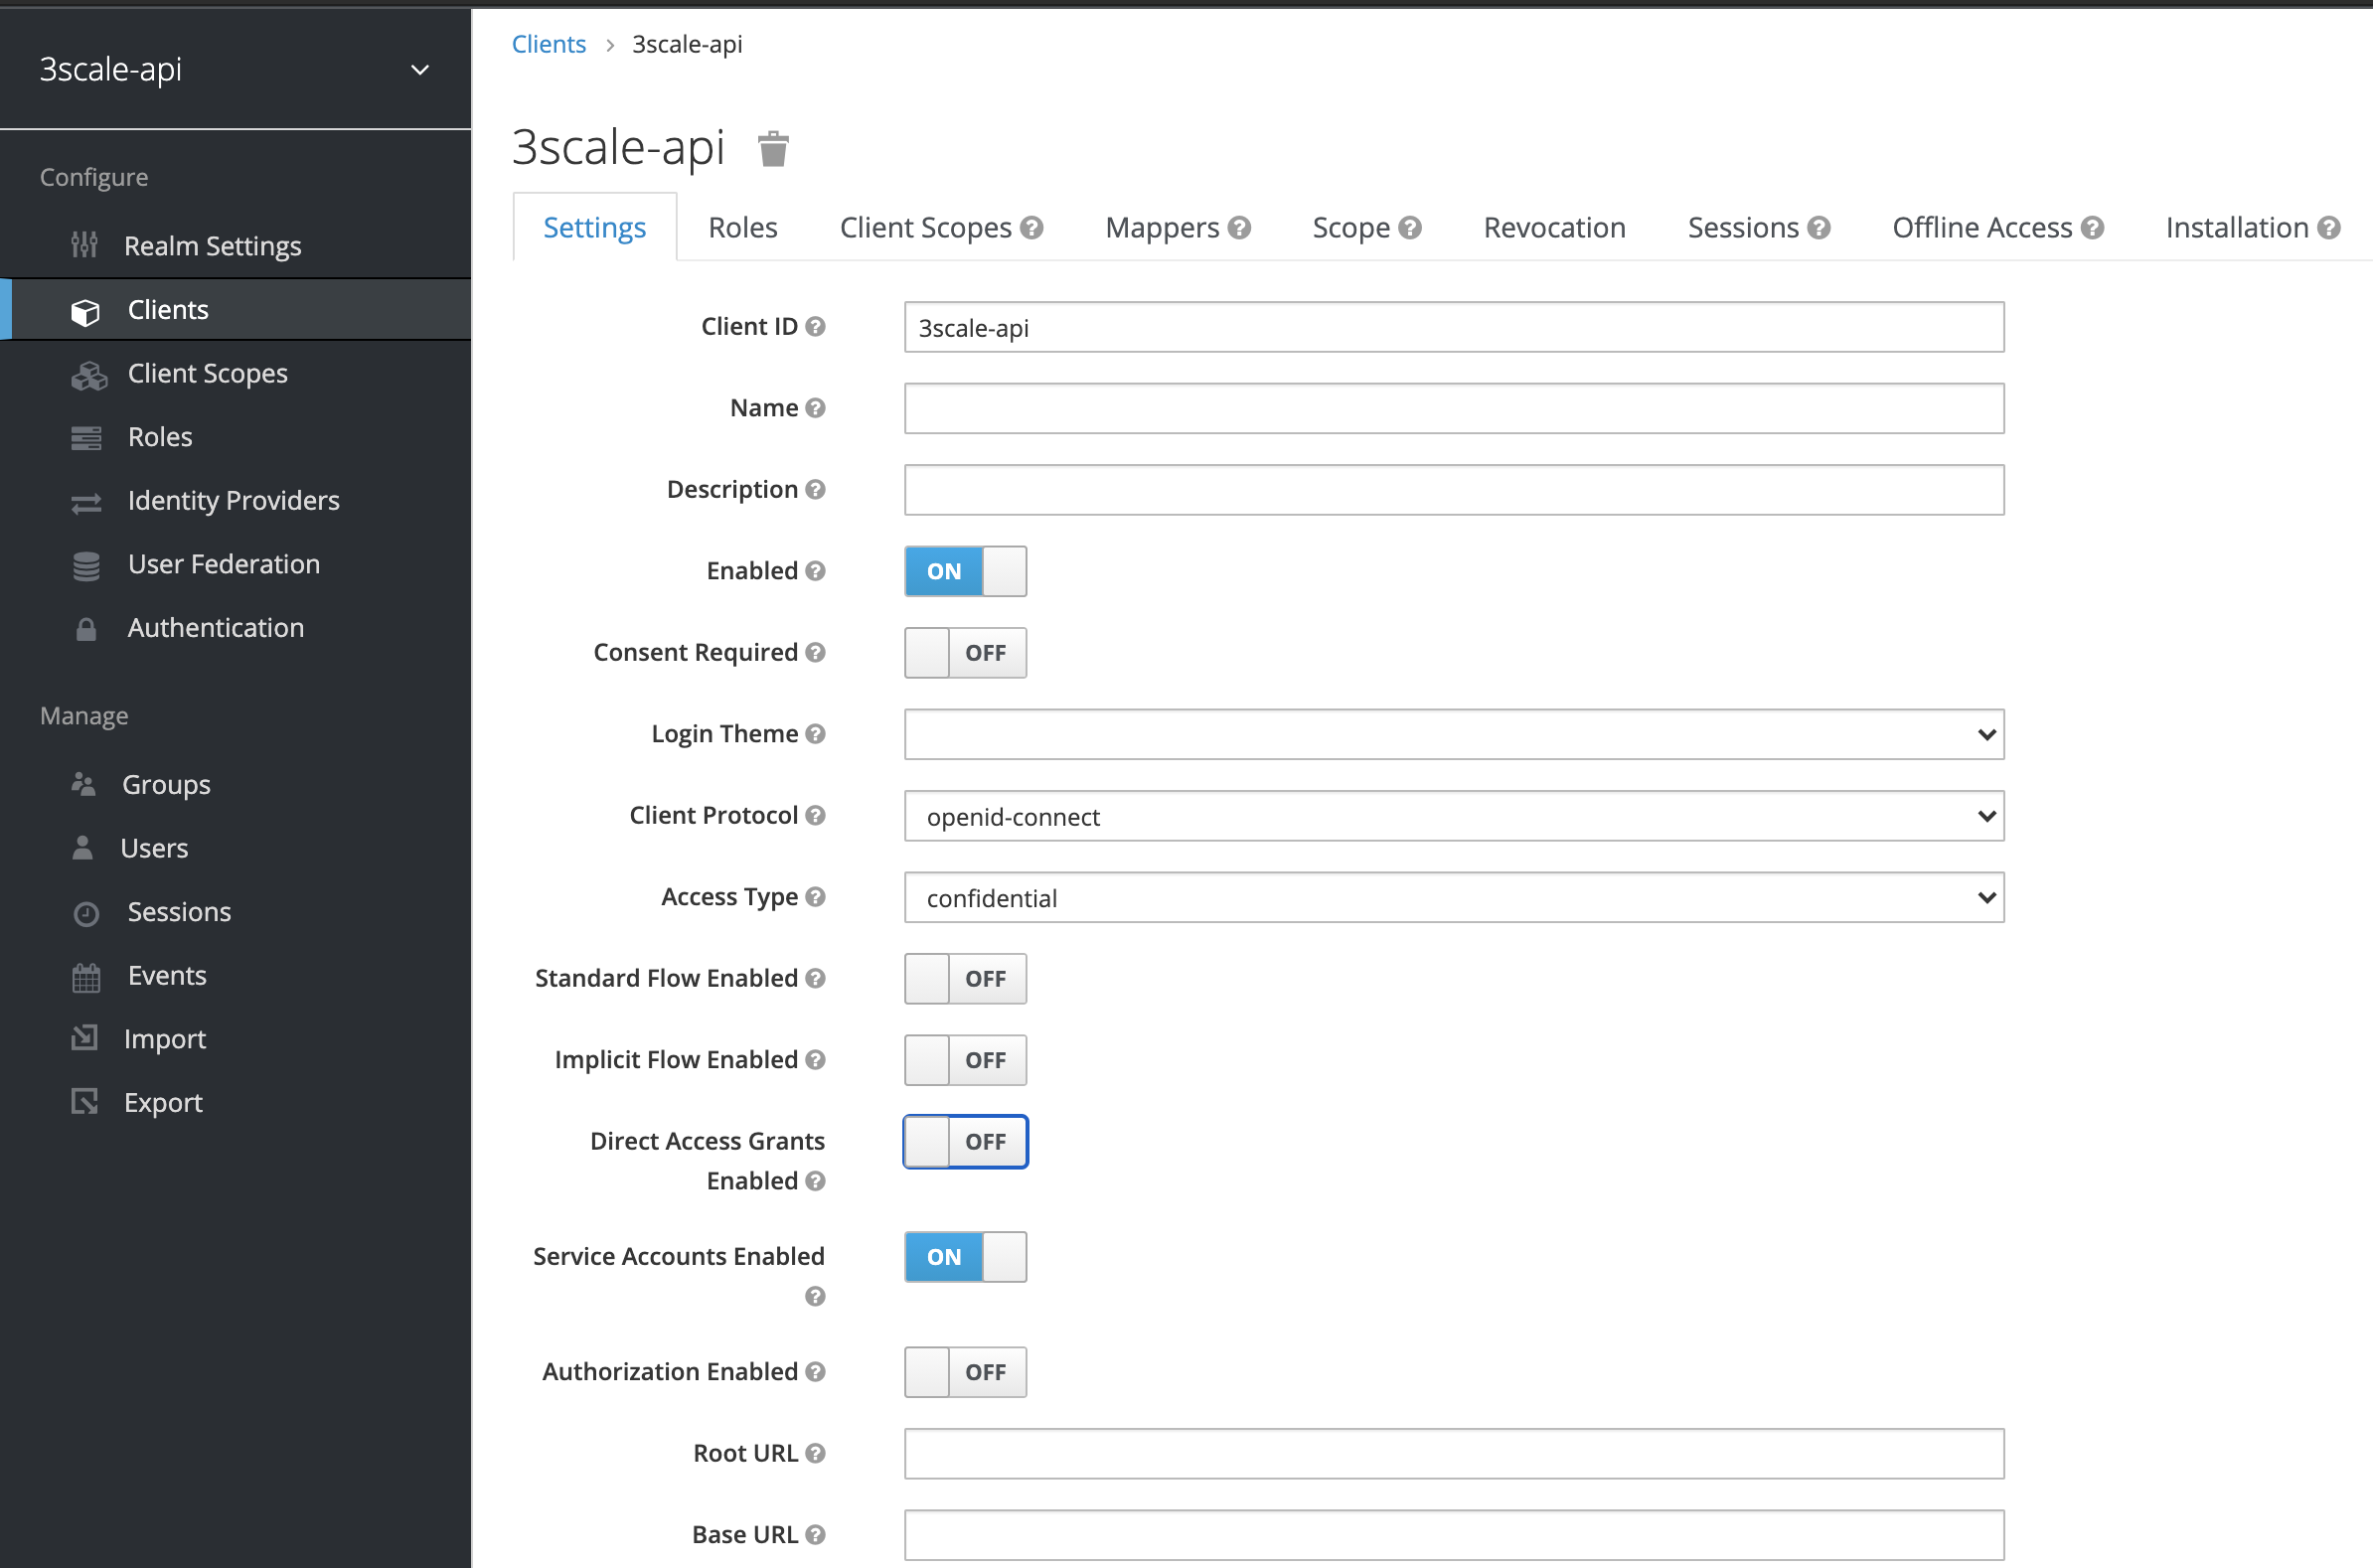 3scale-api
Configure
Realm Settings
Clients
Client Scopes
Roles
Identity Providers
User Federation
Authentication
Manage
Groups
Users
Sessions
Events
Import
Export
Clients > 3scale-api
3scale-api
Settings Roles Client Scopes ? Mappers ? Scope ? Revocation Sessions ? Offline Access ? Installation ?
Client ID ? 3scale-api
Name ?
Description ?
Enabled ? ON
Consent Required ? OFF
Login Theme ?
Client Protocol ? openid-connect
Access Type ? confidential
Standard Flow Enabled ? OFF
Implicit Flow Enabled ? OFF
Direct Access Grants OFF
Enabled ?
Service Accounts Enabled ON
?
Authorization Enabled ? OFF
Root URL ?
Base URL ?